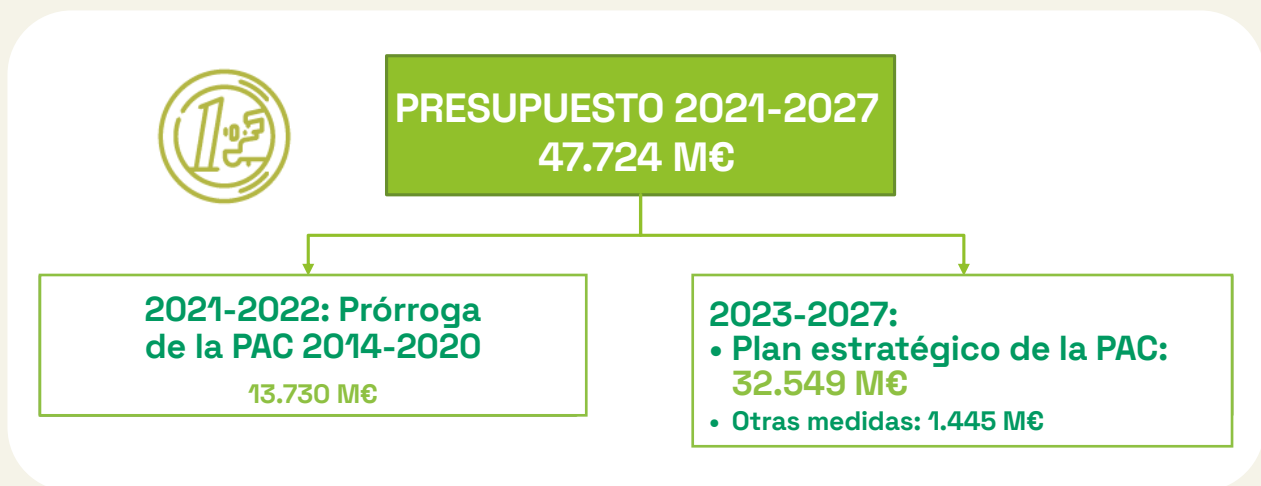 PRESUPUESTO 2021-2027
47.724 M€
2021-2022: Prórroga
de la PAC 2014-2020
13.730 M€
2023-2027:
• Plan estratégico de la PAC:
32.549 M€
• Otras medidas: 1.445 M€